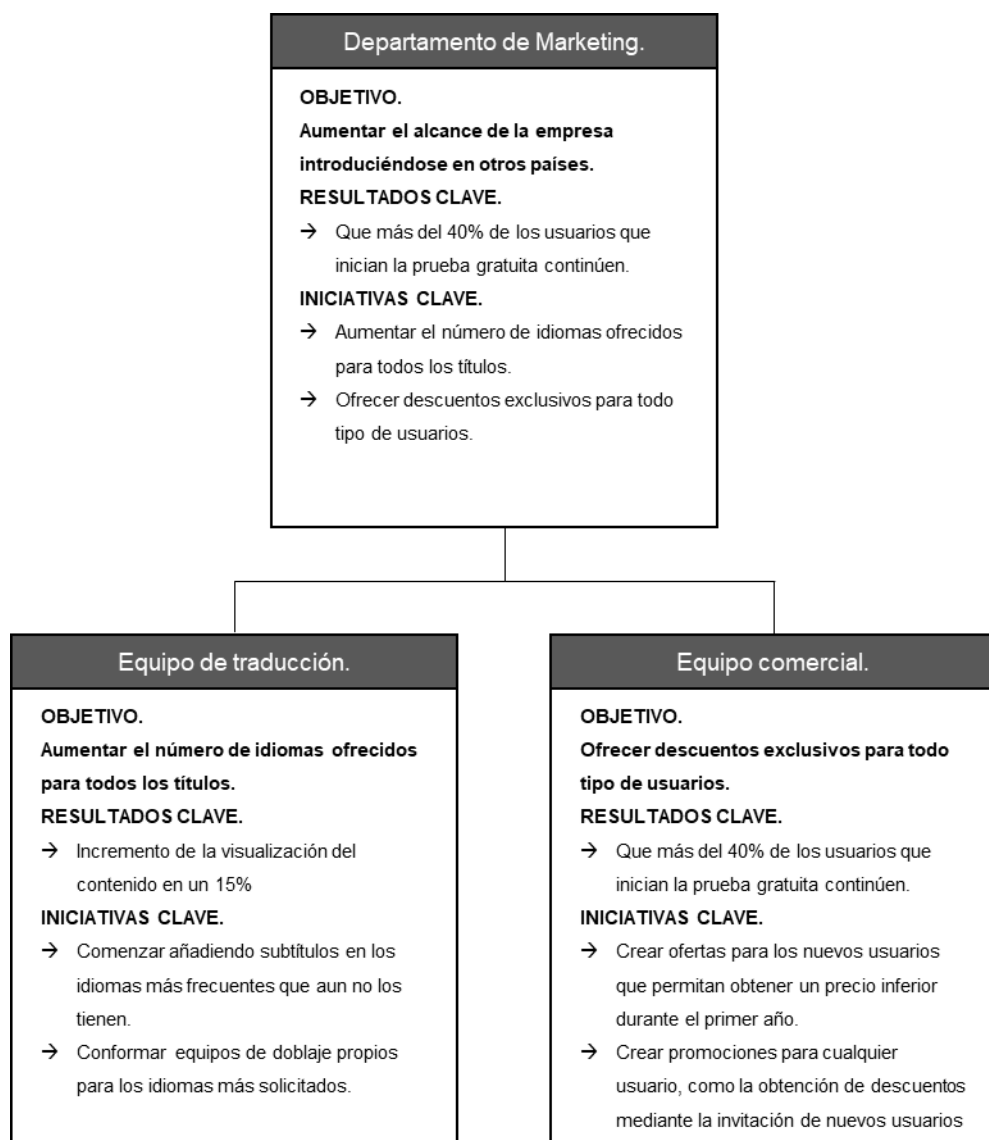 Departamento de Marketing.
OBJETIVO.
Aumentar el alcance de la empresa
introduciéndose en otros países.
RESULTADOS CLAVE.
→ Que más del 40% de los usuarios que
inician la prueba gratuita continúen.
INICIATIVAS CLAVE.
→ Aumentar el número de idiomas ofrecidos
para todos los títulos.
→ Ofrecer descuentos exclusivos para todo
tipo de usuarios.
Equipo de traducción.
OBJETIVO.
Aumentar el número de idiomas ofrecidos
para todos los títulos.
RESULTADOS CLAVE.
→ Incremento de la visualización del
contenido en un 15%
INICIATIVAS CLAVE.
→ Comenzar añadiendo subtítulos en los
idiomas más frecuentes que aun no los
tienen.
→ Conformar equipos de doblaje propios
para los idiomas más solicitados.
Equipo comercial.
OBJETIVO.
Ofrecer descuentos exclusivos para todo
tipo de usuarios.
RESULTADOS CLAVE.
→ Que más del 40% de los usuarios que
inician la prueba gratuita continúen.
INICIATIVAS CLAVE.
→ Crear ofertas para los nuevos usuarios
que permitan obtener un precio inferior
durante el primer año.
→ Crear promociones para cualquier
usuario, como la obtención de descuentos
mediante la invitación de nuevos usuarios